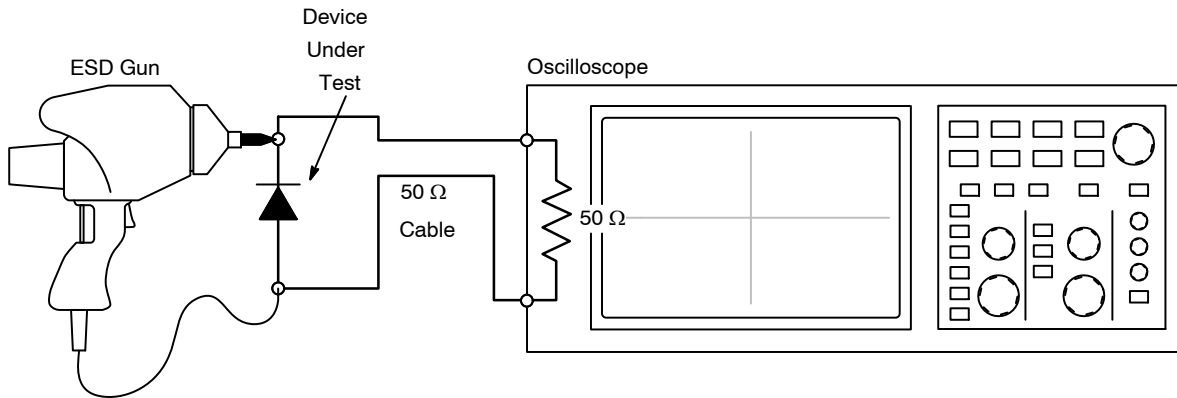 Device
Under
Test
ESD Gun
Oscilloscope
50 Ω
Cable
50 Ω